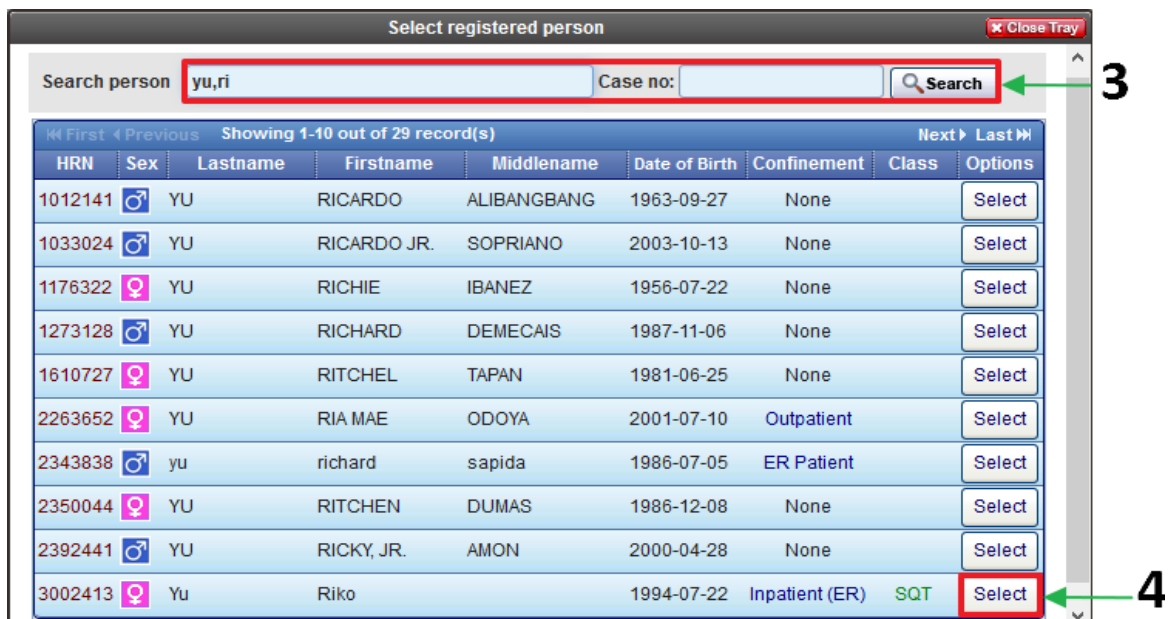 Select registered person
Close Tray
Search person yu,ri Case no: Search
3
First Previous Showing 1-10 out of 29 record(s) Next Last
HRN Sex Lastname Firstname Middlename Date of Birth Confinement Class Options
1012141 ♂ YU RICARDO ALIBANGBANG 1963-09-27 None Select
1033024 ♂ YU RICARDO JR. SOPRIANO 2003-10-13 None Select
1176322 ♀ YU RICHIE IBANEZ 1956-07-22 None Select
1273128 ♂ YU RICHARD DEMECAIS 1987-11-06 None Select
1610727 ♀ YU RITCHEL TAPAN 1981-06-25 None Select
2263652 ♀ YU RIA MAE ODOYA 2001-07-10 Outpatient Select
2343838 ♂ yu richard sapida 1986-07-05 ER Patient Select
2350044 ♀ YU RITCHEN DUMAS 1986-12-08 None Select
2392441 ♂ YU RICKY, JR. AMON 2000-04-28 None Select
3002413 ♀ Yu Riko 1994-07-22 Inpatient (ER) SQT Select
4